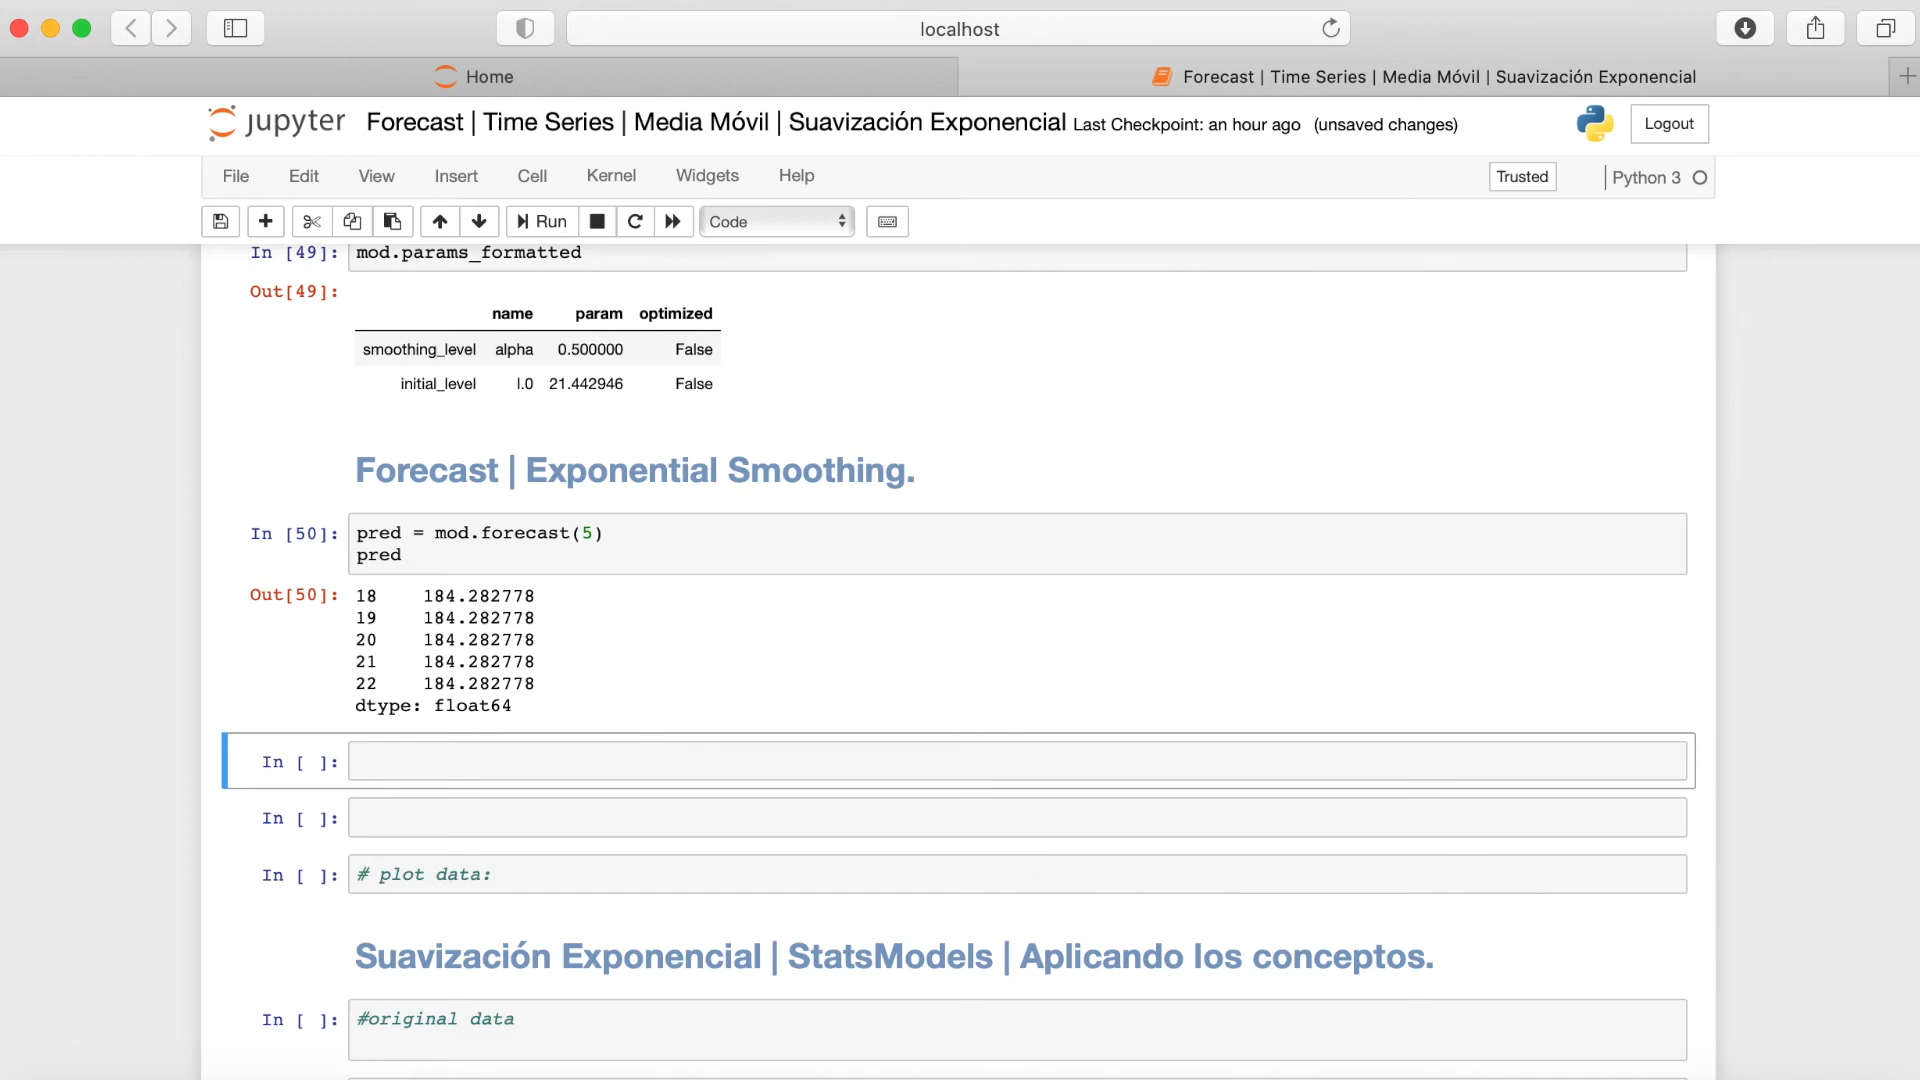 localhost
Home
Forecast | Time Series | Media Móvil | Suavización Exponencial
jupyter Forecast | Time Series | Media Móvil | Suavización Exponencial Last Checkpoint: an hour ago (unsaved changes)
Logout
File Edit View Insert Cell Kernel Widgets Help
Trusted
Python 3
Run
Code
In [49]: mod.params_formatted
Out[49]:
name param optimized
smoothing_level alpha 0.500000 False
initial_level l.0 21.442946 False
Forecast | Exponential Smoothing.
In [50]: pred = mod.forecast(5)
pred
Out[50]: 18 184.282778
19 184.282778
20 184.282778
21 184.282778
22 184.282778
dtype: float64
In [ ]:
In [ ]:
In [ ]: # plot data:
Suavización Exponencial | StatsModels | Aplicando los conceptos.
In [ ]: #original data